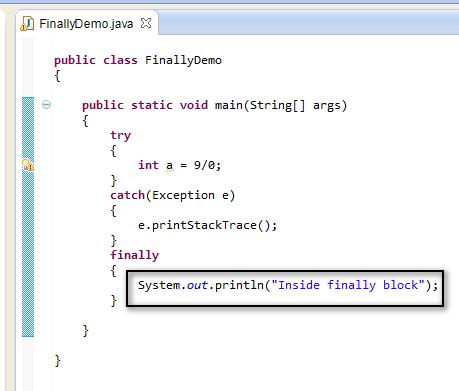 FinallyDemo.java
public class FinallyDemo
{
public static void main(String[] args)
{
try
{
int a = 9/0;
}
catch(Exception e)
{
e.printStackTrace();
}
finally
{
System.out.println("Inside finally block");
}
}
}